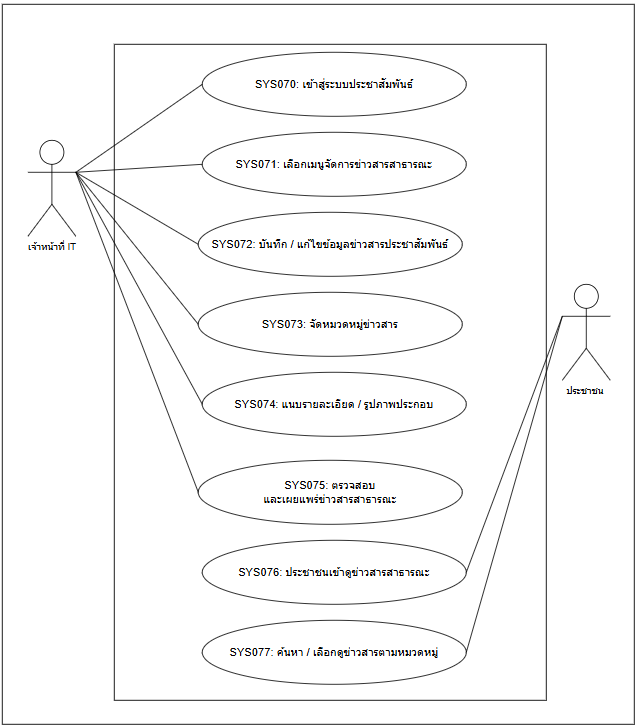 SYS070: เข้าสู่ระบบประชาสัมพันธ์
SYS071: เลือกเมนูจัดการข่าวสารสาธารณะ
เจ้าหน้าที่ IT
SYS072: บันทึก / แก้ไขข้อมูลข่าวสารประชาสัมพันธ์
SYS073: จัดหมวดหมู่ข่าวสาร
ประชาชน
SYS074: แนบรายละเอียด / รูปภาพประกอบ
SYS075: ตรวจสอบ
และเผยแพร่ข่าวสารสาธารณะ
SYS076: ประชาชนเข้าดูข่าวสารสาธารณะ
SYS077: ค้นหา / เลือกดูข่าวสารตามหมวดหมู่